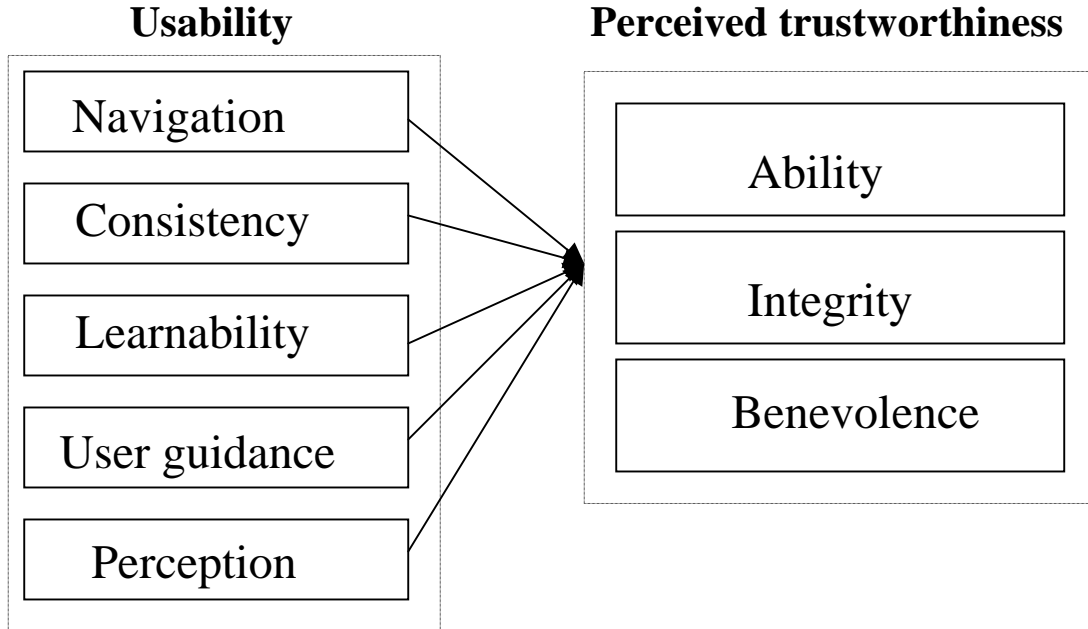 Usability
Perceived trustworthiness
Navigation
Consistency
Learnability
User guidance
Perception
Ability
Integrity
Benevolence